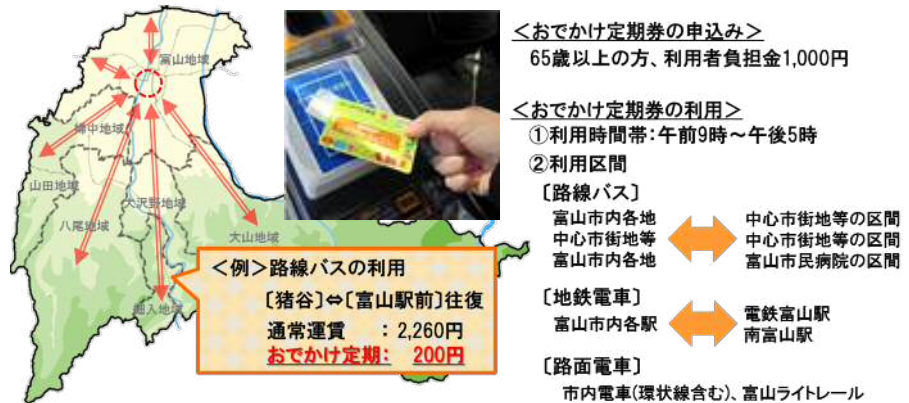 富山地域
婦中地域
山田地域
八尾地域
大沢野地域
大山地域
細入地域
<例>路線バスの利用
〔猪谷〕⇔〔富山駅前〕往復
通常運賃 : 2,260円
おでかけ定期: 200円
<おでかけ定期券の申込み>
65歳以上の方、利用者負担金1,000円
<おでかけ定期券の利用>
①利用時間帯:午前9時~午後5時
②利用区間
〔路線バス〕
富山市内各地 中心市街地等の区間
中心市街地等 中心市街地等の区間
富山市内各地 富山市民病院の区間
〔地鉄電車〕
富山市内各駅 電鉄富山駅
南富山駅
〔路面電車〕
市内電車(環状線含む)、富山ライトレール